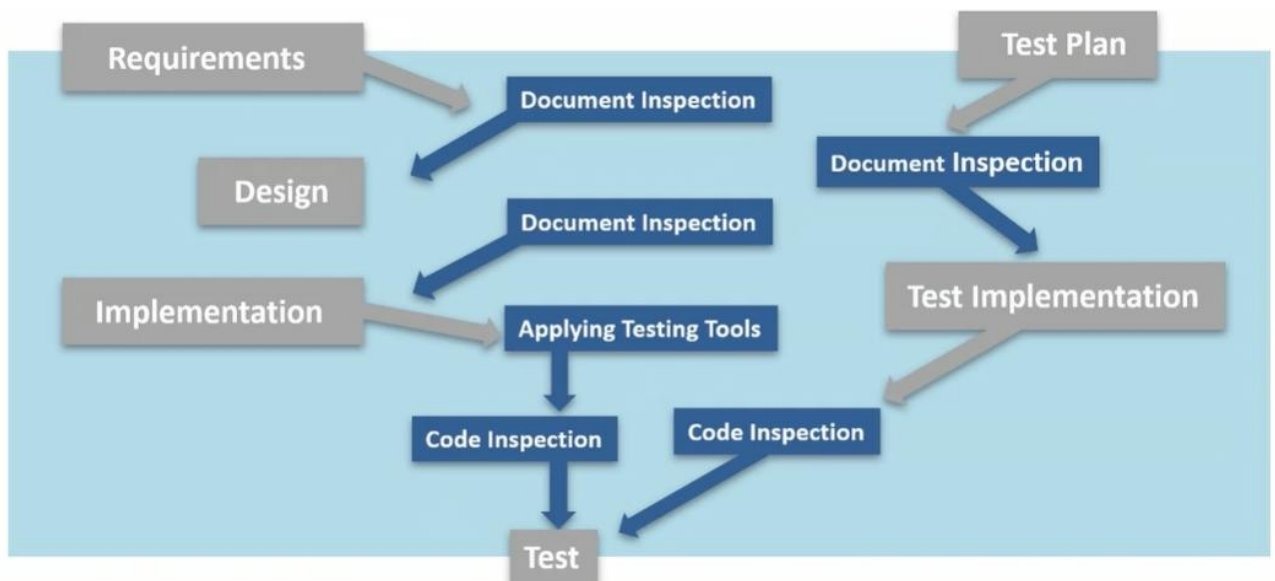 Requirements
Test Plan
Document Inspection
Document Inspection
Design
Document Inspection
Implementation
Test Implementation
Applying Testing Tools
Code Inspection
Code Inspection
Test